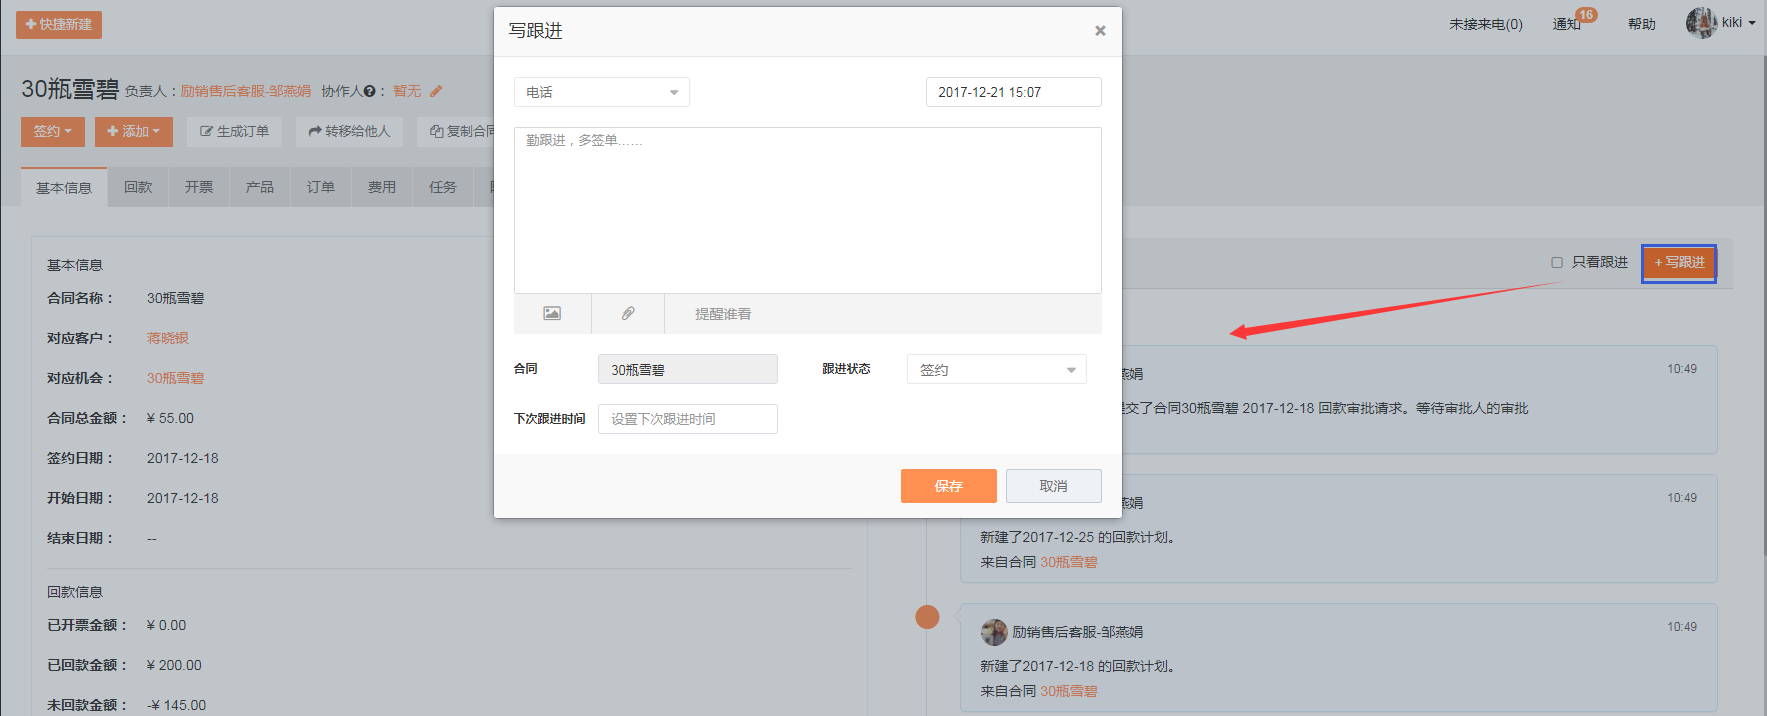 快捷新建
未接来电(0)
通知
16
帮助
kiki
30瓶雪碧 负责人：励销售后客服-邹燕娟 协作人 ： 暂无
签约
添加
生成订单
转移给他人
复制合同
基本信息
回款
开票
产品
订单
费用
任务
写跟进
×
电话
2017-12-21 15:07
勤跟进，多签单……
提醒谁看
合同
30瓶雪碧
跟进状态
签约
下次跟进时间
设置下次跟进时间
保存
取消
基本信息
合同名称： 30瓶雪碧
对应客户： 蒋晓银
对应机会： 30瓶雪碧
合同总金额： ¥ 55.00
签约日期： 2017-12-18
开始日期： 2017-12-18
结束日期： --
回款信息
已开票金额： ¥ 0.00
已回款金额： ¥ 200.00
未回款金额： -¥ 145.00
只看跟进
+ 写跟进
燕娟
10:49
交了合同30瓶雪碧 2017-12-18 回款审批请求。等待审批人的审批
燕娟
10:49
新建了2017-12-25 的回款计划。
来自合同 30瓶雪碧
励销售后客服-邹燕娟
10:49
新建了2017-12-18 的回款计划。
来自合同 30瓶雪碧